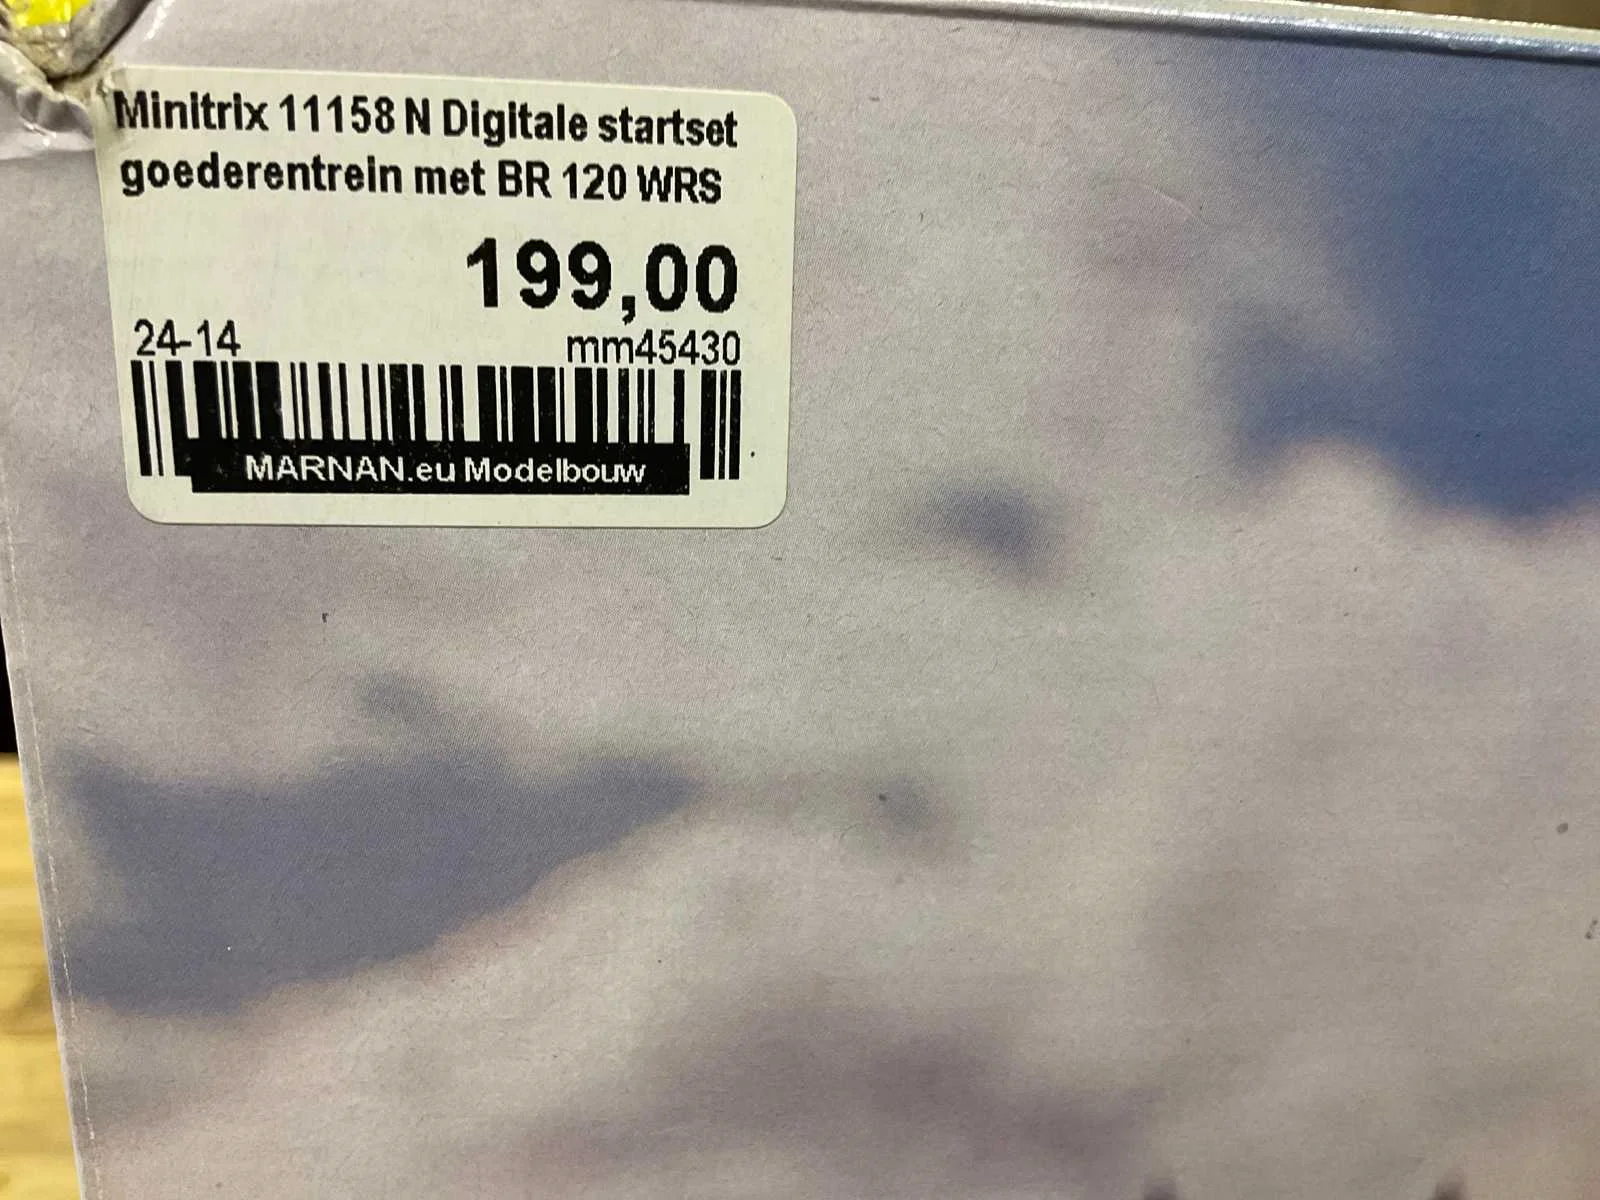 Minitrix 11158 N Digitale startset
goederentrein met BR 120 WRS
199,00
24-14 mm45430
MARNAN.eu Modelbouw